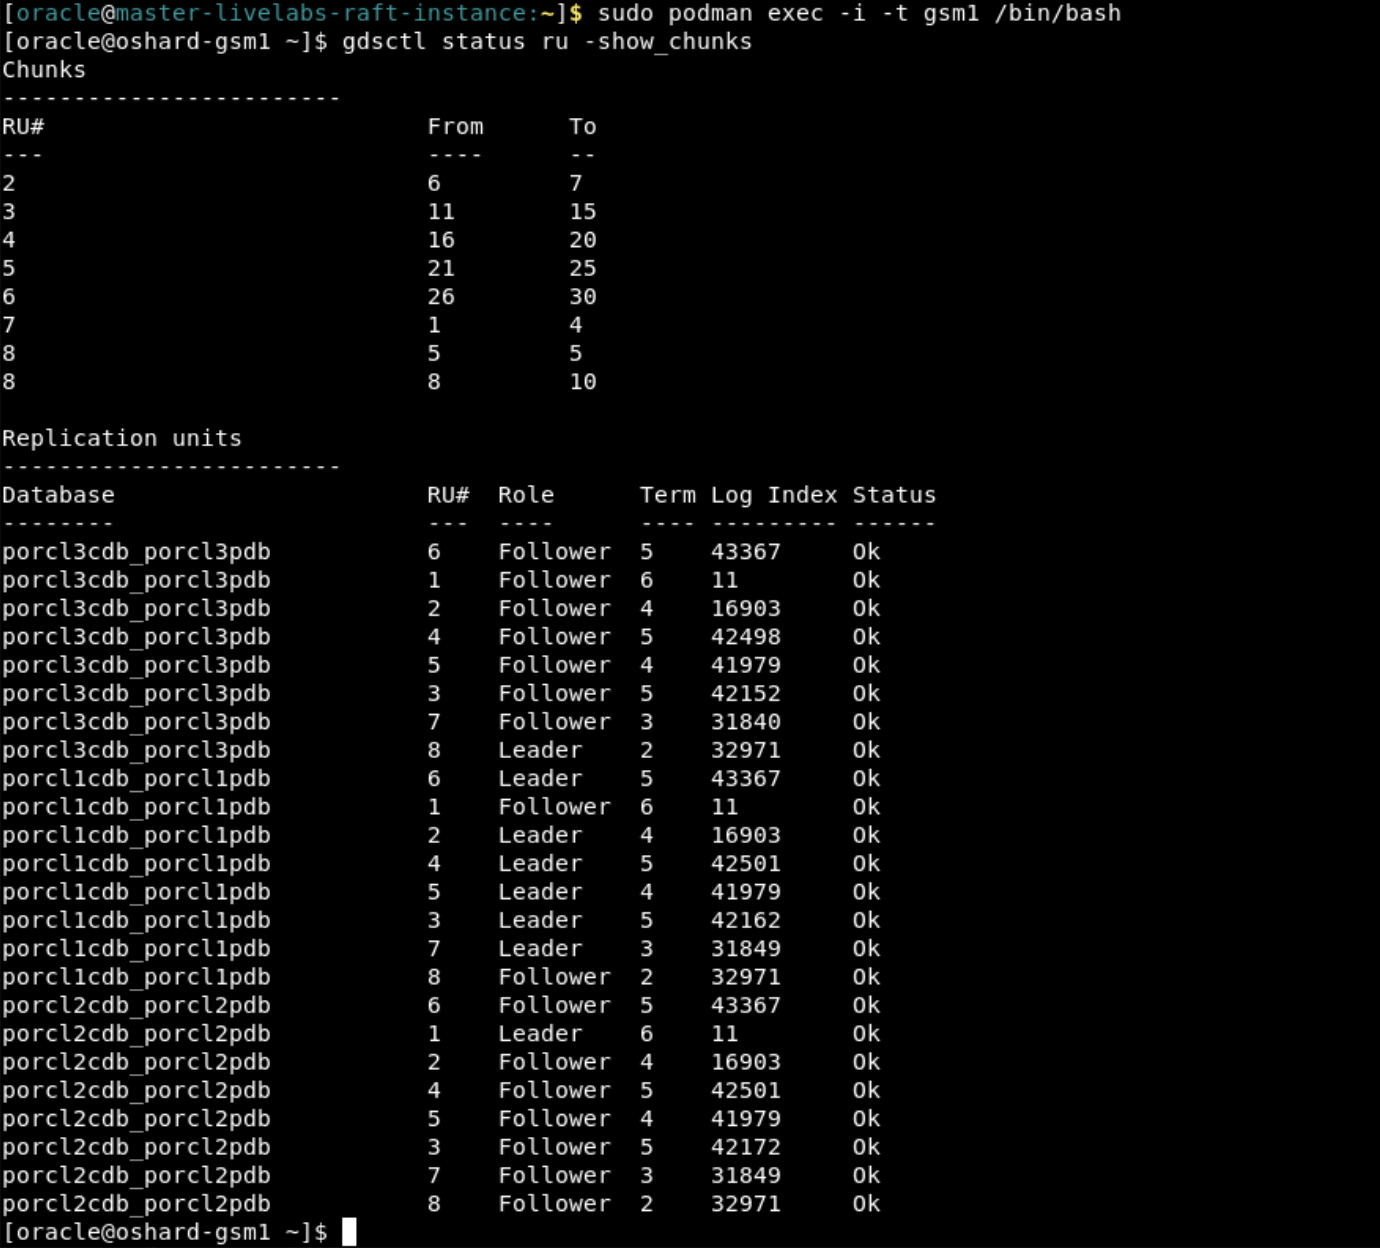 [oracle@master-livelabs-raft-instance:~]$ sudo podman exec -i -t gsm1 /bin/bash
[oracle@oshard-gsm1 ~]$ gdsctl status ru -show_chunks
Chunks
------------------------
RU#                           From      To
---                           ----      --
2                             6         7
3                             11        15
4                             16        20
5                             21        25
6                             26        30
7                             1         4
8                             5         5
8                             8         10

Replication units
------------------------
Database                      RU#  Role      Term Log Index Status
--------                      ---  ----      ---- --------- ------
porcl3cdb_porcl3pdb           6    Follower  5    43367     Ok
porcl3cdb_porcl3pdb           1    Follower  6    11        Ok
porcl3cdb_porcl3pdb           2    Follower  4    16903     Ok
porcl3cdb_porcl3pdb           4    Follower  5    42498     Ok
porcl3cdb_porcl3pdb           5    Follower  4    41979     Ok
porcl3cdb_porcl3pdb           3    Follower  5    42152     Ok
porcl3cdb_porcl3pdb           7    Follower  3    31840     Ok
porcl3cdb_porcl3pdb           8    Leader    2    32971     Ok
porcl1cdb_porcl1pdb           6    Leader    5    43367     Ok
porcl1cdb_porcl1pdb           1    Follower  6    11        Ok
porcl1cdb_porcl1pdb           2    Leader    4    16903     Ok
porcl1cdb_porcl1pdb           4    Leader    5    42501     Ok
porcl1cdb_porcl1pdb           5    Leader    4    41979     Ok
porcl1cdb_porcl1pdb           3    Leader    5    42162     Ok
porcl1cdb_porcl1pdb           7    Leader    3    31849     Ok
porcl1cdb_porcl1pdb           8    Follower  2    32971     Ok
porcl2cdb_porcl2pdb           6    Follower  5    43367     Ok
porcl2cdb_porcl2pdb           1    Leader    6    11        Ok
porcl2cdb_porcl2pdb           2    Follower  4    16903     Ok
porcl2cdb_porcl2pdb           4    Follower  5    42501     Ok
porcl2cdb_porcl2pdb           5    Follower  4    41979     Ok
porcl2cdb_porcl2pdb           3    Follower  5    42172     Ok
porcl2cdb_porcl2pdb           7    Follower  3    31849     Ok
porcl2cdb_porcl2pdb           8    Follower  2    32971     Ok
[oracle@oshard-gsm1 ~]$